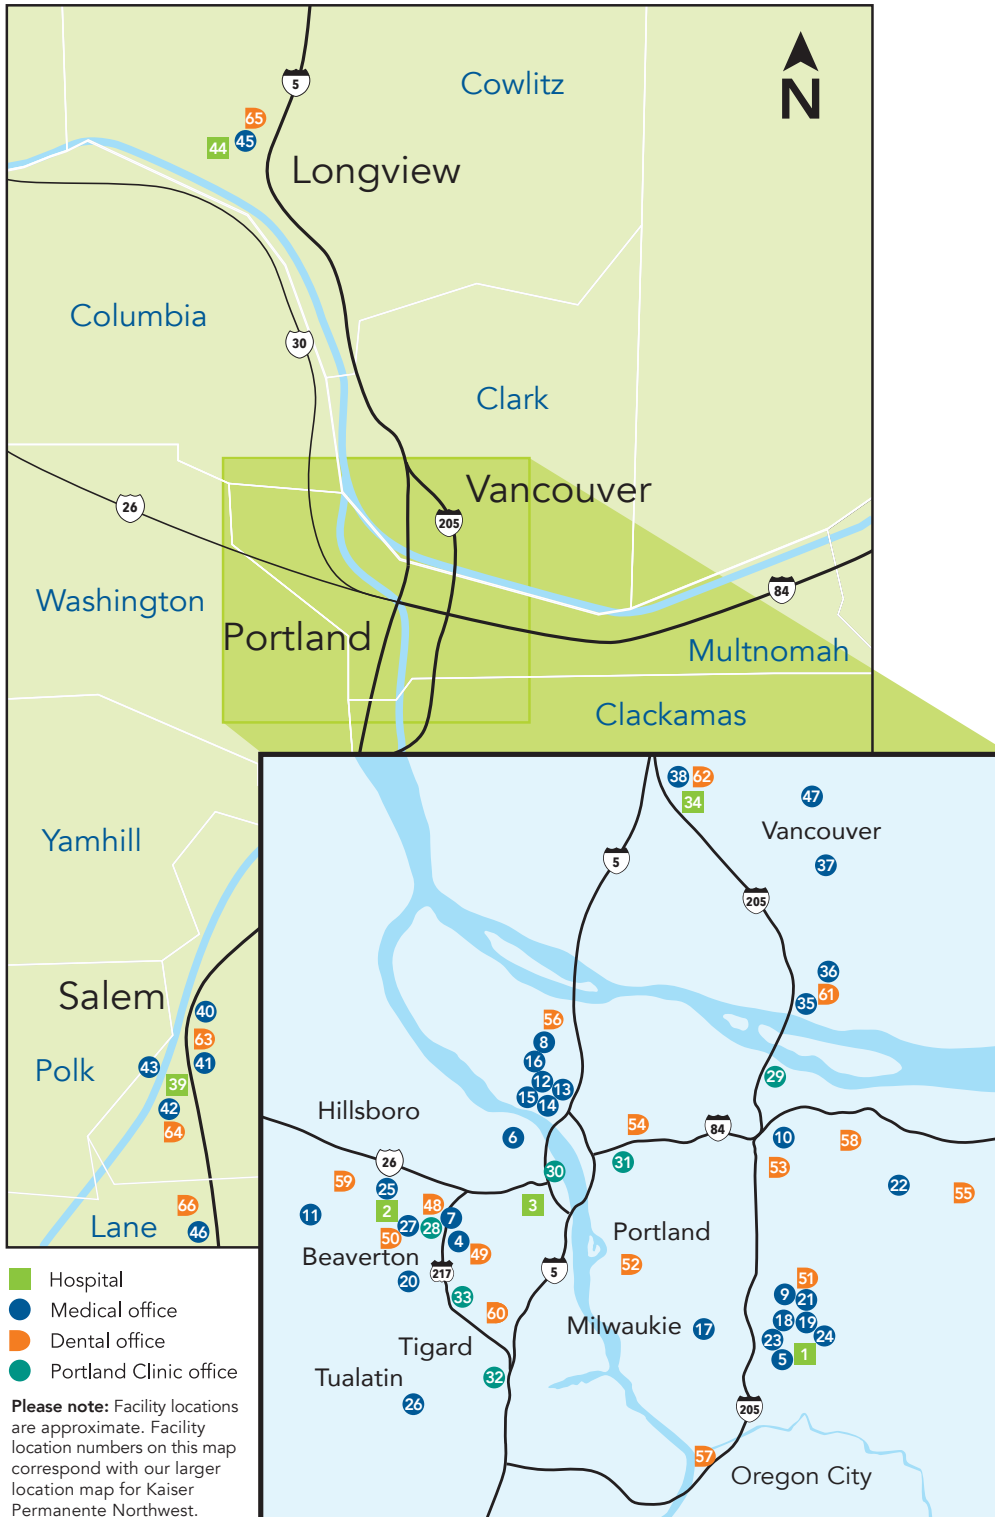 Cowlitz
N
5
65
44
45
Longview
Columbia
30
Clark
Vancouver
26
205
84
Washington
Portland
Multnomah
Clackamas
Yamhill
Salem
40
63
Polk
43
41
39
42
64
66
Lane
46
38
62
34
47
Vancouver
5
37
205
36
35
61
56
8
16
29
12
13
15
14
Hillsboro
6
54
84
10
58
26
30
31
53
59
25
22
55
11
2
48
3
7
27
28
50
4
Portland
Beaverton
49
217
5
52
20
51
9
21
33
60
Milwaukie
17
18
19
24
23
Tigard
5
1
Tualatin
32
26
205
57
Oregon City
Hospital
Medical office
Dental office
Portland Clinic office
Please note: Facility locations
are approximate. Facility
location numbers on this map
correspond with our larger
location map for Kaiser
Permanente Northwest.